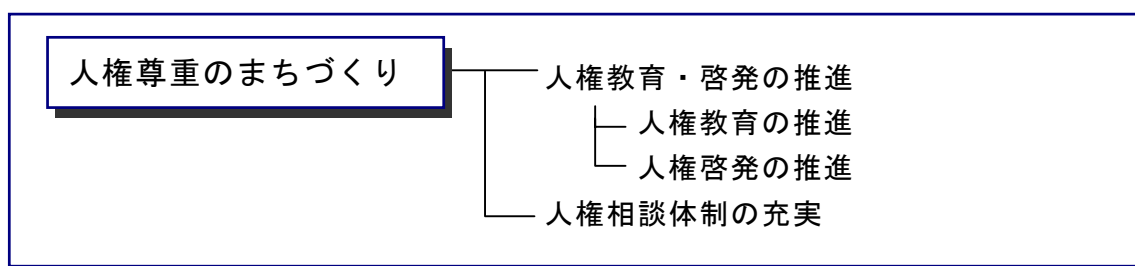 人権尊重のまちづくり
人権教育・啓発の推進
人権教育の推進
人権啓発の推進
人権相談体制の充実